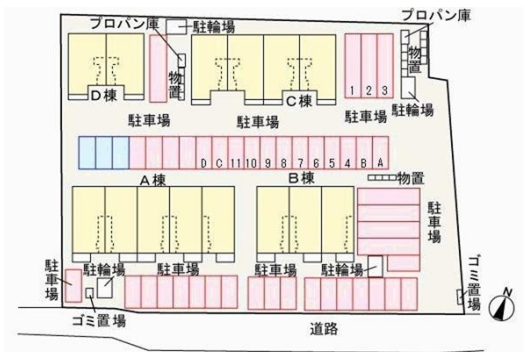 プロパン庫
駐輪場
プロパン庫
物置
物置
D棟
C棟
1 2 3
駐輪場
駐車場
駐車場
駐車場
D C 11 10 9 8 7 6 5 4 B A
A棟
B棟
物置
駐車場
駐車場
駐輪場
駐車場
駐車場
駐輪場
ゴミ置場
ゴミ置場
道路
N